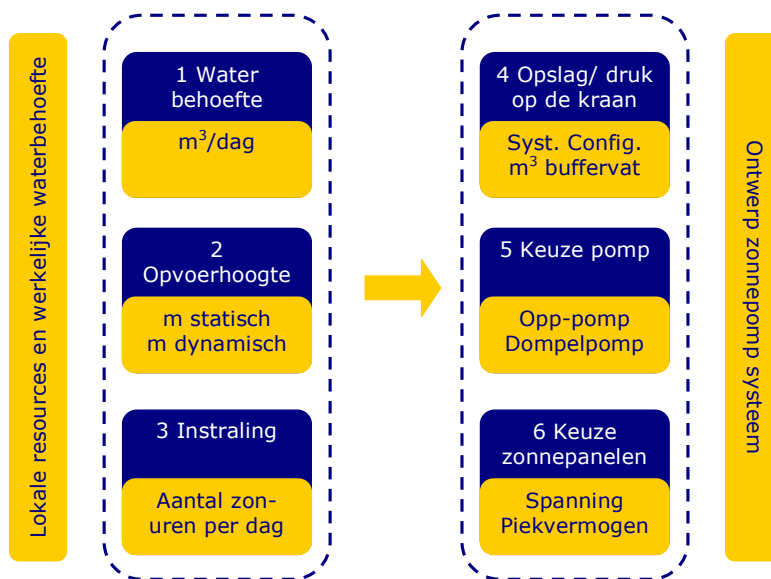 Lokale resources en werkelijke waterbehoefte
1 Water
behoefte
m³/dag
2
Opvoerhoogte
m statisch
m dynamisch
3 Instraling
Aantal zon-
uren per dag
4 Opslag/ druk
op de kraan
Syst. Config.
m³ buffervat
5 Keuze pomp
Opp-pomp
Dompelpomp
6 Keuze
zonnepanelen
Spanning
Piekvermogen
Ontwerp zonnepomp systeem